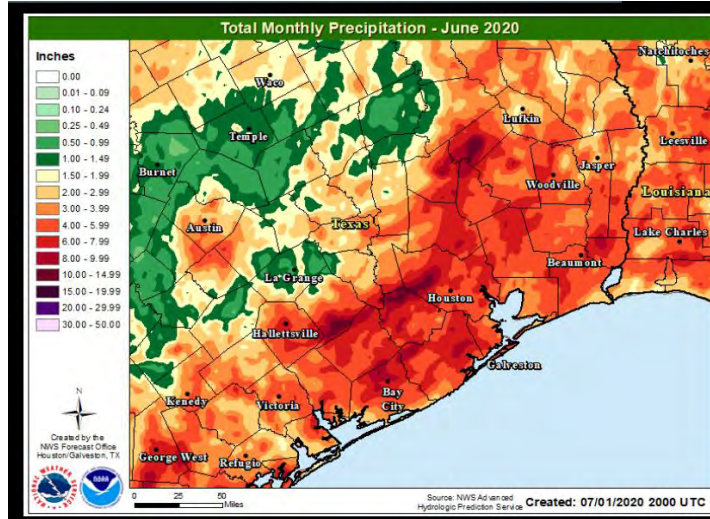 Total Monthly Precipitation - June 2020
Inches
0.00
0.01 - 0.09
0.10 - 0.24
0.25 - 0.49
0.50 - 0.99
1.00 - 1.49
1.50 - 1.99
2.00 - 2.99
3.00 - 3.99
4.00 - 5.99
6.00 - 7.99
8.00 - 9.99
10.00 - 14.99
15.00 - 19.99
20.00 - 29.99
30.00 - 50.00
Natchitoches
Waco
Lufkin
Temple
Leesville
Burnet
Jasper
Woodville
Louisiana
Austin
Texas
Lake Charles
Beaumont
La Grange
Houston
Hallettsville
Galveston
Bay
City
Kenedy
Victoria
George West
Refugio
N
Created by the
NWS Forecast Office
Houston/Galveston, TX
NATIONAL WEATHER SERVICE
NOAA
0 25 50
Miles
Source: NWS Advanced
Hydrologic Prediction Service
Created: 07/01/2020 2000 UTC